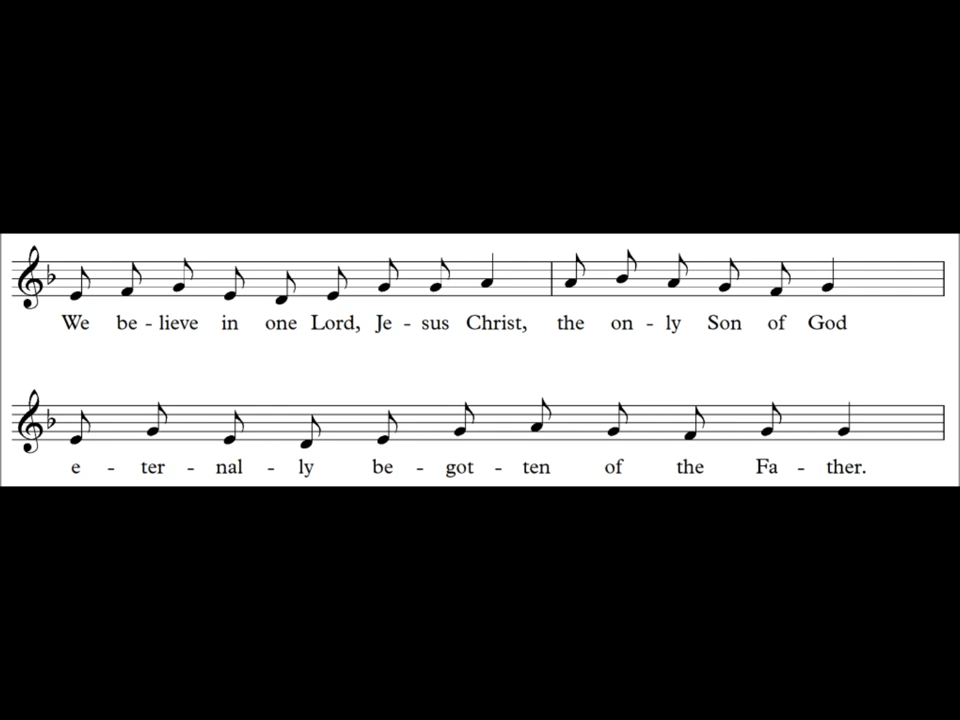 We be - lieve in one Lord, Je - sus Christ, the on - ly Son of God
e - ter - nal - ly be - got - ten of the Fa - ther.